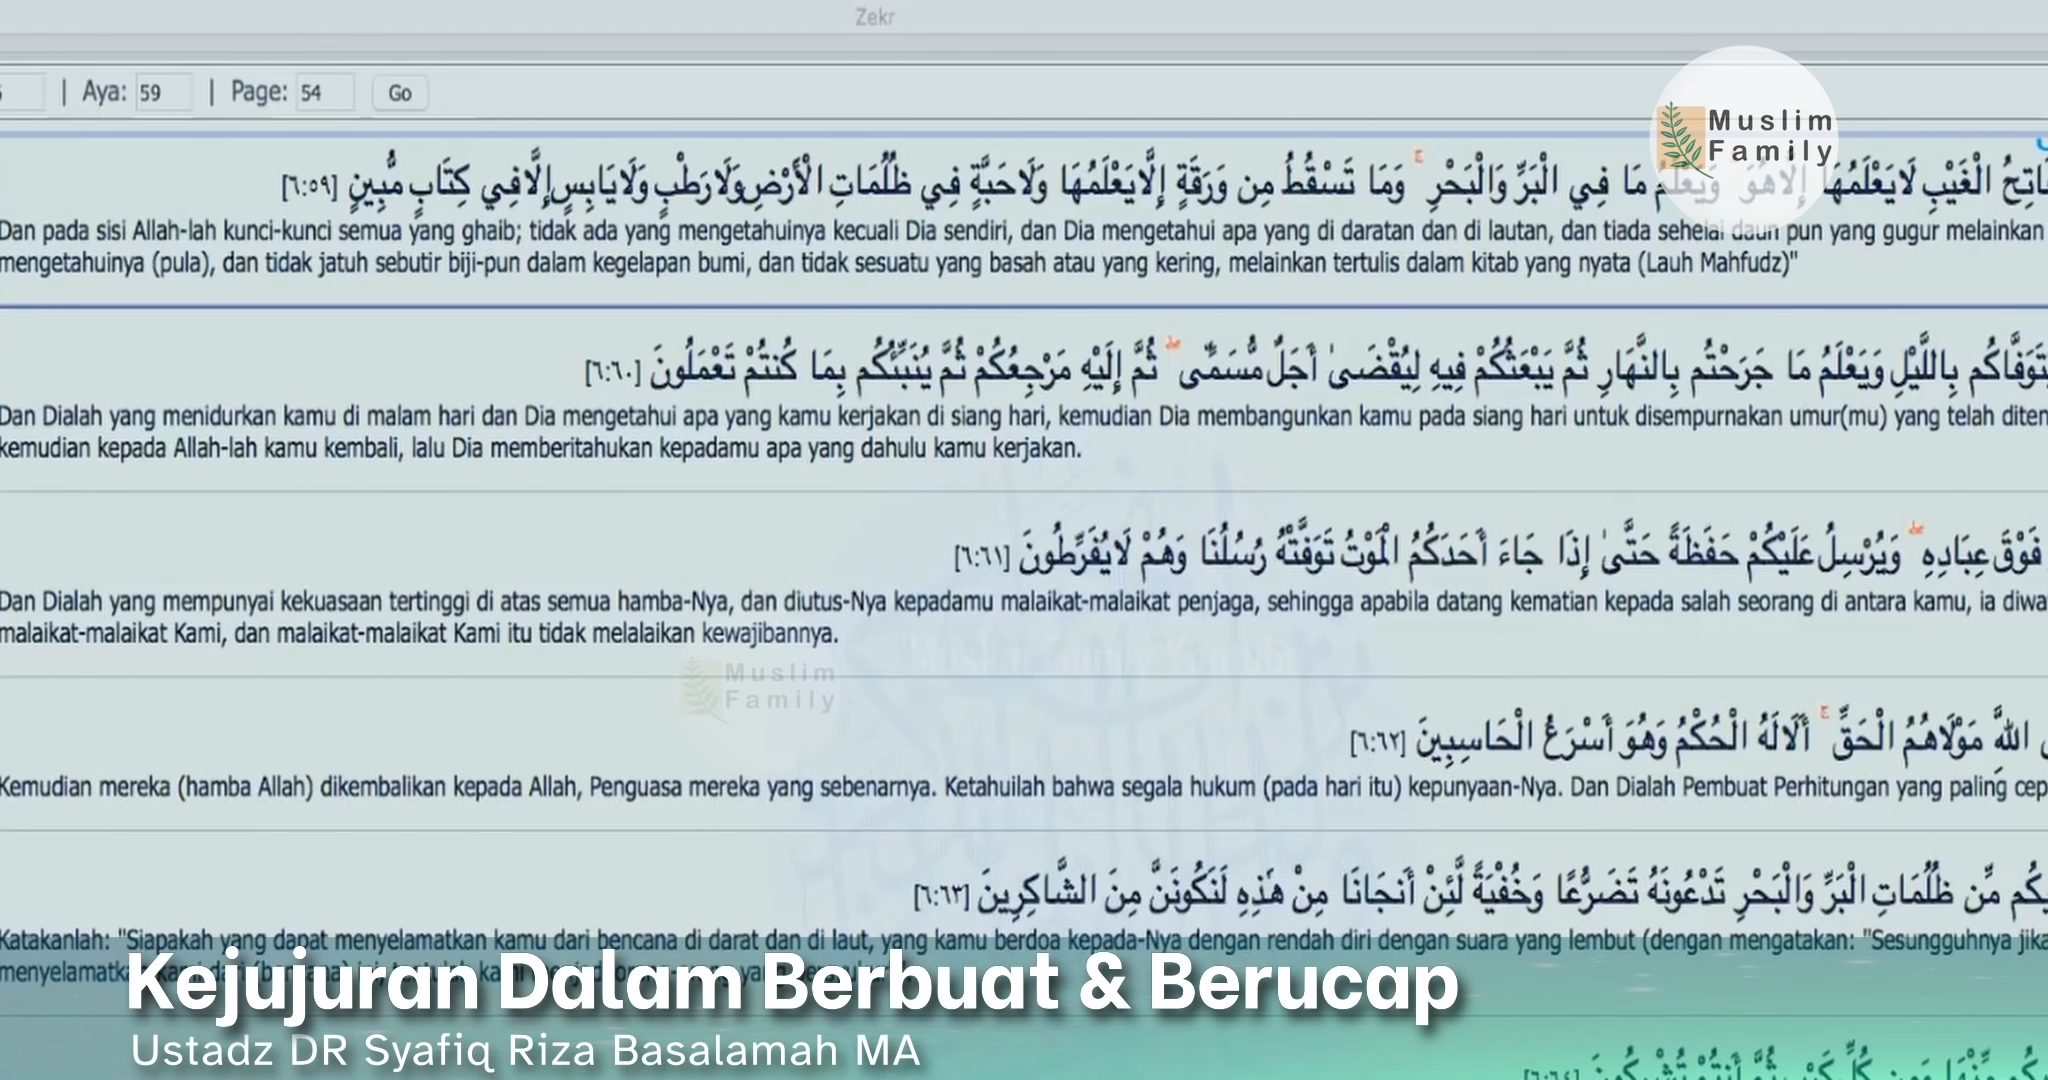 Zekr
| Aya: 59 | Page: 54 Go
Muslim
Family
الْغَيْبِ لَا يَعْلَمُهَا إِلَّا هُوَ ۚ وَيَعْلَمُ مَا فِي الْبَرِّ وَالْبَحْرِ ۚ وَمَا تَسْقُطُ مِن وَرَقَةٍ إِلَّا يَعْلَمُهَا وَلَا حَبَّةٍ فِي ظُلُمَاتِ الْأَرْضِ وَلَا رَطْبٍ وَلَا يَابِسٍ إِلَّا فِي كِتَابٍ مُّبِينٍ [٦:٥٩]
Dan pada sisi Allah-lah kunci-kunci semua yang ghaib; tidak ada yang mengetahuinya kecuali Dia sendiri, dan Dia mengetahui apa yang di daratan dan di lautan, dan tiada sehelai daun pun yang gugur melainkan
mengetahuinya (pula), dan tidak jatuh sebutir biji-pun dalam kegelapan bumi, dan tidak sesuatu yang basah atau yang kering, melainkan tertulis dalam kitab yang nyata (Lauh Mahfudz)"
يَتَوَفَّاكُم بِاللَّيْلِ وَيَعْلَمُ مَا جَرَحْتُم بِالنَّهَارِ ثُمَّ يَبْعَثُكُمْ فِيهِ لِيُقْضَىٰ أَجَلٌ مُّسَمًّى ۖ ثُمَّ إِلَيْهِ مَرْجِعُكُمْ ثُمَّ يُنَبِّئُكُم بِمَا كُنتُمْ تَعْمَلُونَ [٦:٦٠]
Dan Dialah yang menidurkan kamu di malam hari dan Dia mengetahui apa yang kamu kerjakan di siang hari, kemudian Dia membangunkan kamu pada siang hari untuk disempurnakan umur(mu) yang telah diten
kemudian kepada Allah-lah kamu kembali, lalu Dia memberitahukan kepadamu apa yang dahulu kamu kerjakan.
فَوْقَ عِبَادِهِ ۖ وَيُرْسِلُ عَلَيْكُمْ حَفَظَةً حَتَّىٰ إِذَا جَاءَ أَحَدَكُمُ الْمَوْتُ تَوَفَّتْهُ رُسُلُنَا وَهُمْ لَا يُفَرِّطُونَ [٦:٦١]
Dan Dialah yang mempunyai kekuasaan tertinggi di atas semua hamba-Nya, dan diutus-Nya kepadamu malaikat-malaikat penjaga, sehingga apabila datang kematian kepada salah seorang di antara kamu, ia diwa
malaikat-malaikat Kami, dan malaikat-malaikat Kami itu tidak melalaikan kewajibannya.
Muslim
Family
اللَّهِ مَوْلَاهُمُ الْحَقِّ ۚ أَلَا لَهُ الْحُكْمُ وَهُوَ أَسْرَعُ الْحَاسِبِينَ [٦:٦٢]
Kemudian mereka (hamba Allah) dikembalikan kepada Allah, Penguasa mereka yang sebenarnya. Ketahuilah bahwa segala hukum (pada hari itu) kepunyaan-Nya. Dan Dialah Pembuat Perhitungan yang paling cep
مِّن ظُلُمَاتِ الْبَرِّ وَالْبَحْرِ تَدْعُونَهُ تَضَرُّعًا وَخُفْيَةً لَّئِنْ أَنجَانَا مِنْ هَٰذِهِ لَنَكُونَنَّ مِنَ الشَّاكِرِينَ [٦:٦٣]
Katakanlah: "Siapakah yang dapat menyelamatkan kamu dari bencana di darat dan di laut, yang kamu berdoa kepada-Nya dengan rendah diri dengan suara yang lembut (dengan mengatakan: "Sesungguhnya jika
Kejujuran Dalam Berbuat & Berucap
Ustadz DR Syafiq Riza Basalamah MA